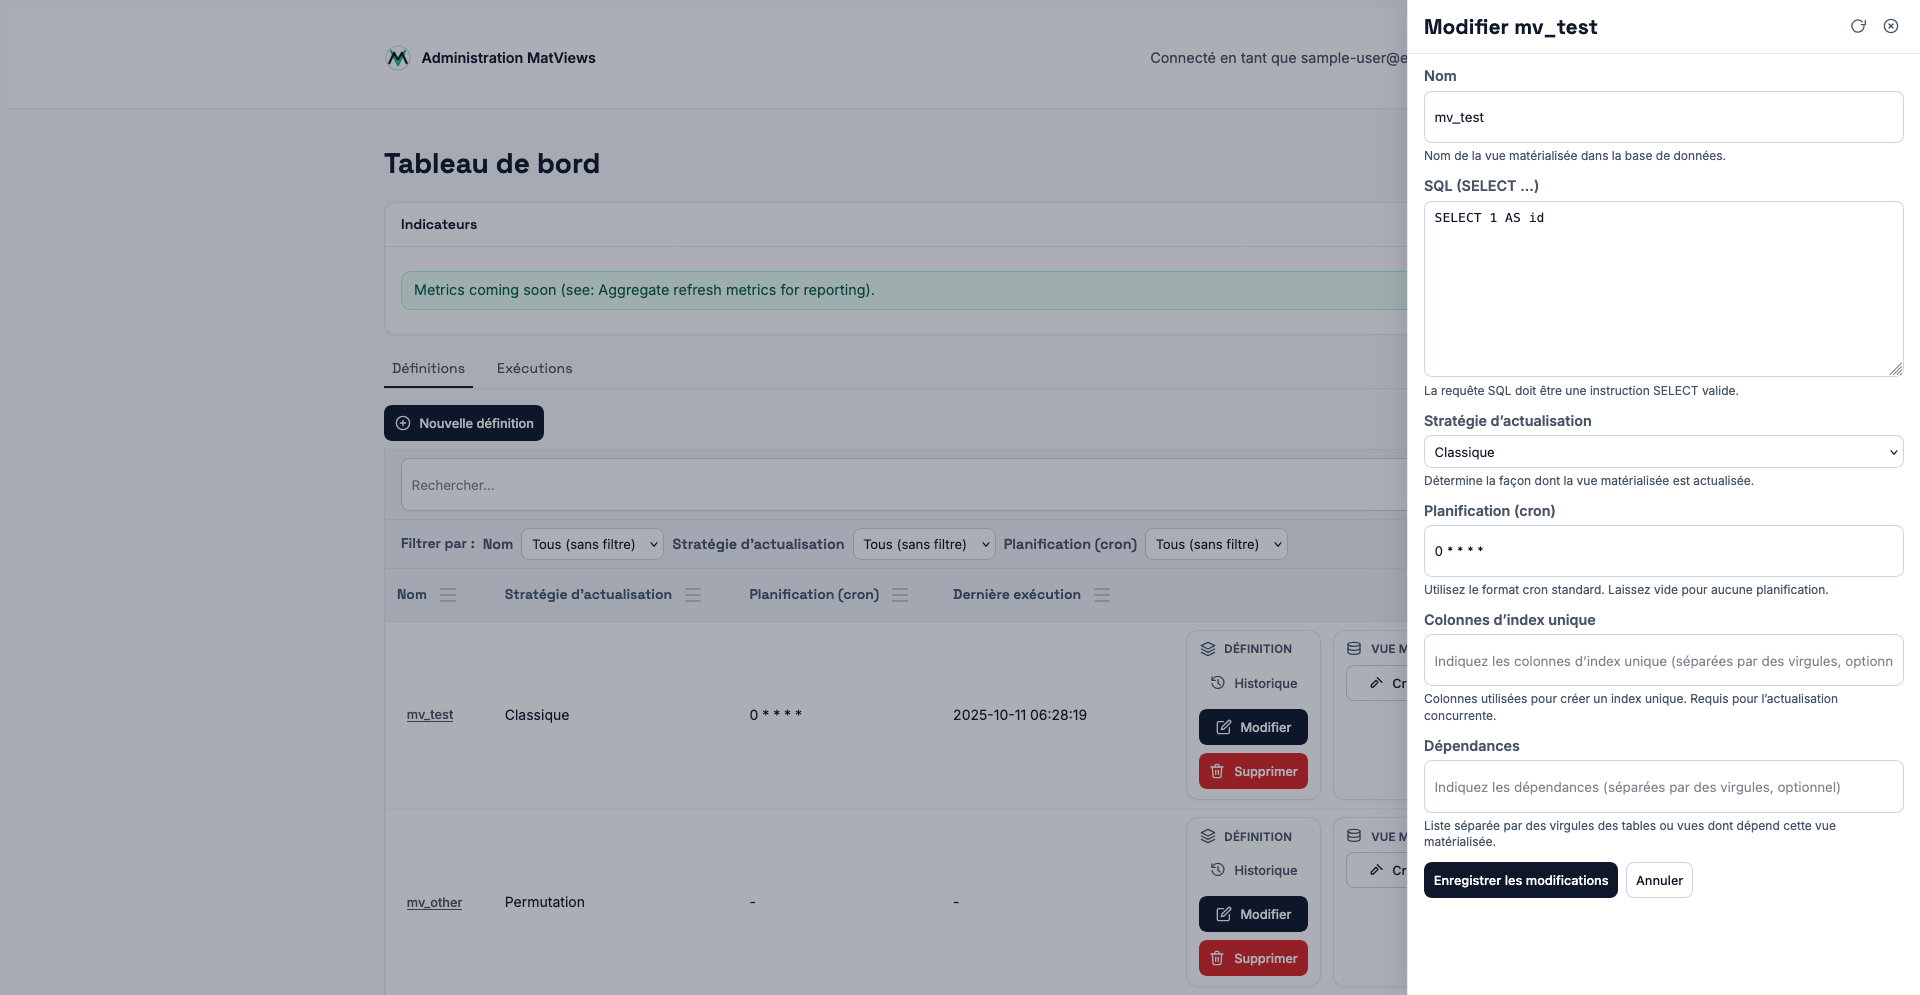 Administration MatViews
Connecté en tant que sample-user@e
Tableau de bord
Indicateurs
Metrics coming soon (see: Aggregate refresh metrics for reporting).
Définitions
Exécutions
Nouvelle définition
Rechercher...
Filtrer par : Nom Tous (sans filtre) Stratégie d’actualisation Tous (sans filtre) Planification (cron) Tous (sans filtre)
Nom Stratégie d’actualisation Planification (cron) Dernière exécution
mv_test Classique 0 * * * * 2025-10-11 06:28:19
DÉFINITION
Historique
Modifier
Supprimer
VUE M
Cr
mv_other Permutation - -
DÉFINITION
Historique
Modifier
Supprimer
VUE M
Cr
Modifier mv_test
Nom
mv_test
Nom de la vue matérialisée dans la base de données.
SQL (SELECT ...)
SELECT 1 AS id
La requête SQL doit être une instruction SELECT valide.
Stratégie d’actualisation
Classique
Détermine la façon dont la vue matérialisée est actualisée.
Planification (cron)
0 * * * *
Utilisez le format cron standard. Laissez vide pour aucune planification.
Colonnes d’index unique
Indiquez les colonnes d’index unique (séparées par des virgules, optionn
Colonnes utilisées pour créer un index unique. Requis pour l’actualisation
concurrente.
Dépendances
Indiquez les dépendances (séparées par des virgules, optionnel)
Liste séparée par des virgules des tables ou vues dont dépend cette vue
matérialisée.
Enregistrer les modifications
Annuler